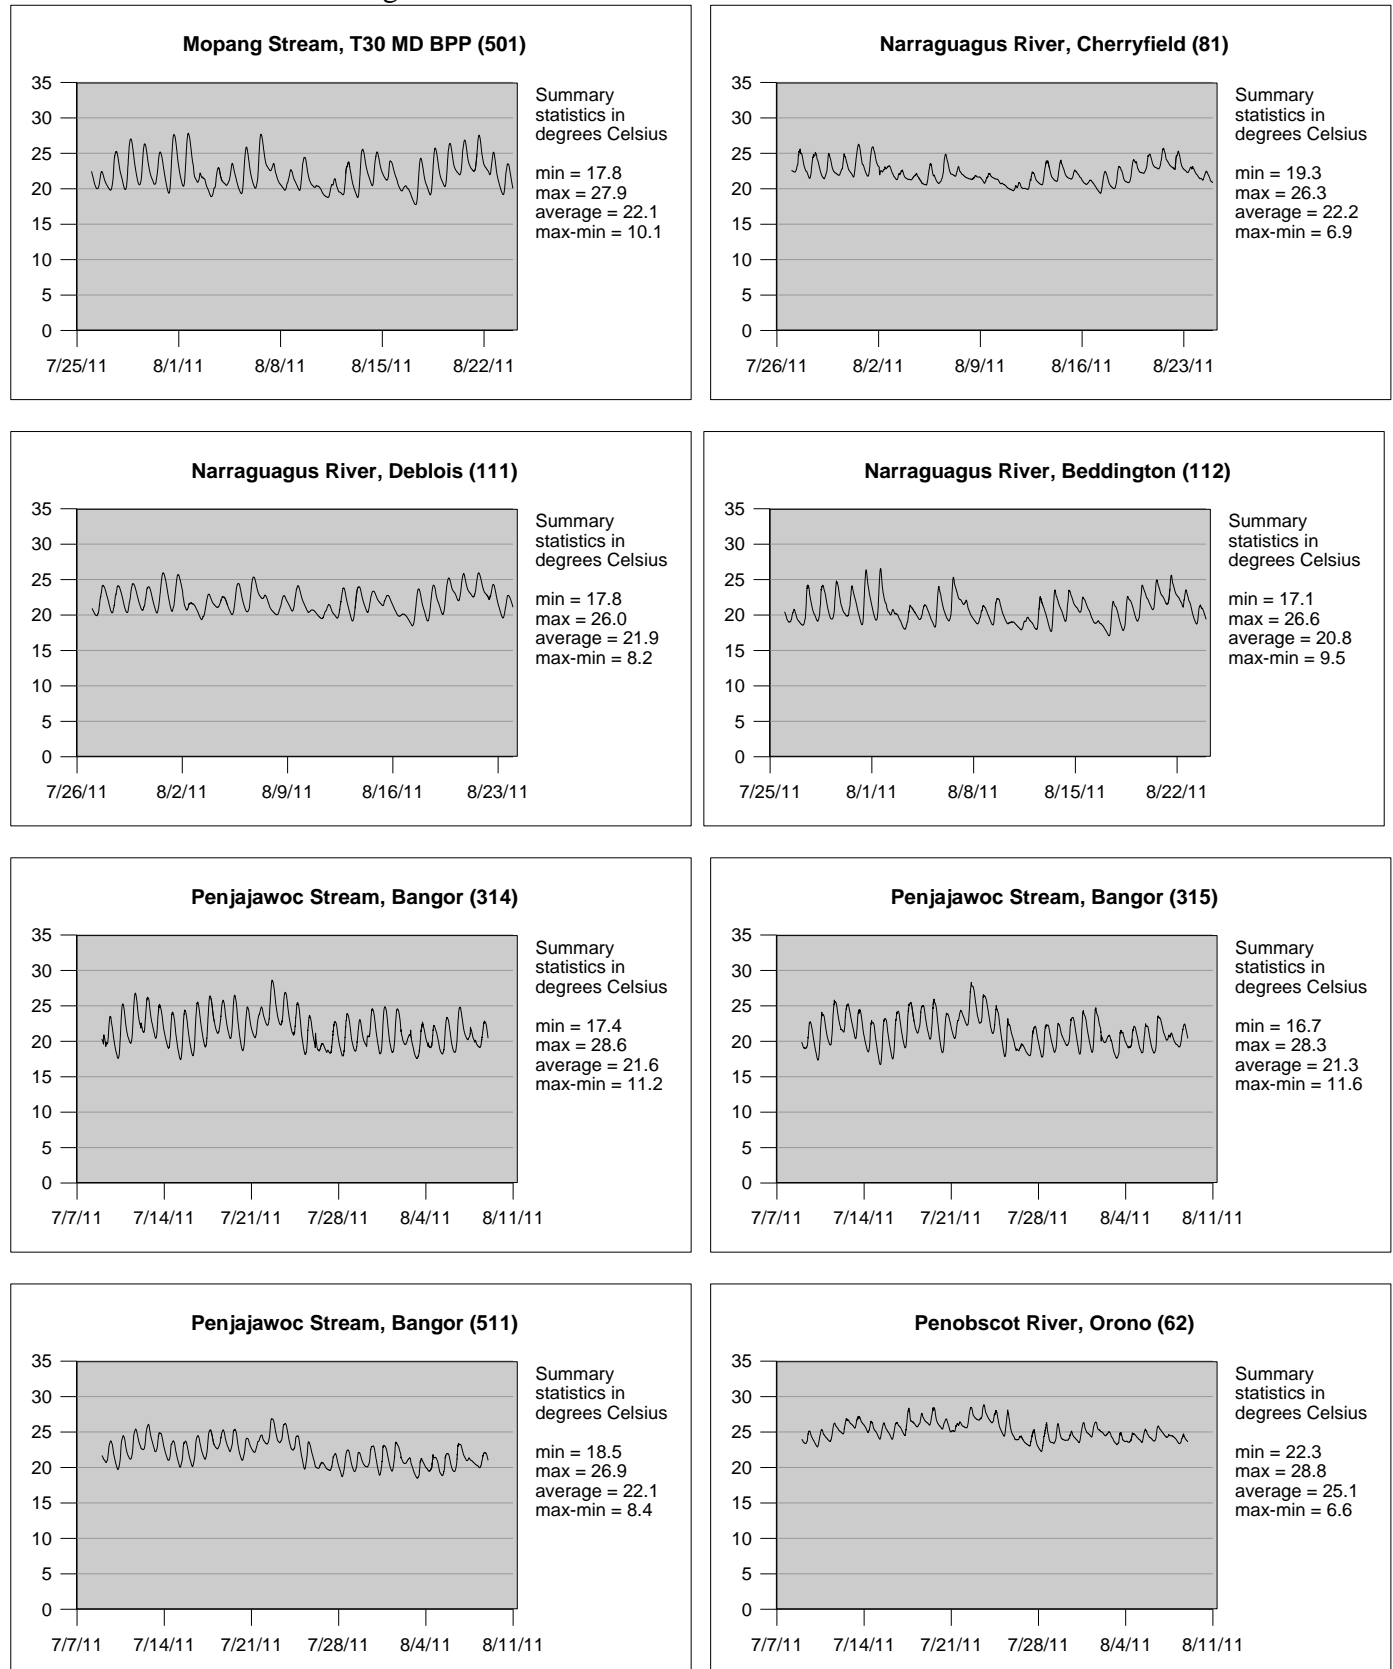 Mopang Stream, T30 MD BPP (501)
35
30
25
20
15
10
5
0
7/25/11 8/1/11 8/8/11 8/15/11 8/22/11
Summary
statistics in
degrees Celsius
min = 17.8
max = 27.9
average = 22.1
max-min = 10.1
Narraguagus River, Cherryfield (81)
35
30
25
20
15
10
5
0
7/26/11 8/2/11 8/9/11 8/16/11 8/23/11
Summary
statistics in
degrees Celsius
min = 19.3
max = 26.3
average = 22.2
max-min = 6.9
Narraguagus River, Deblois (111)
35
30
25
20
15
10
5
0
7/26/11 8/2/11 8/9/11 8/16/11 8/23/11
Summary
statistics in
degrees Celsius
min = 17.8
max = 26.0
average = 21.9
max-min = 8.2
Narraguagus River, Beddington (112)
35
30
25
20
15
10
5
0
7/25/11 8/1/11 8/8/11 8/15/11 8/22/11
Summary
statistics in
degrees Celsius
min = 17.1
max = 26.6
average = 20.8
max-min = 9.5
Penjajawoc Stream, Bangor (314)
35
30
25
20
15
10
5
0
7/7/11 7/14/11 7/21/11 7/28/11 8/4/11 8/11/11
Summary
statistics in
degrees Celsius
min = 17.4
max = 28.6
average = 21.6
max-min = 11.2
Penjajawoc Stream, Bangor (315)
35
30
25
20
15
10
5
0
7/7/11 7/14/11 7/21/11 7/28/11 8/4/11 8/11/11
Summary
statistics in
degrees Celsius
min = 16.7
max = 28.3
average = 21.3
max-min = 11.6
Penjajawoc Stream, Bangor (511)
35
30
25
20
15
10
5
0
7/7/11 7/14/11 7/21/11 7/28/11 8/4/11 8/11/11
Summary
statistics in
degrees Celsius
min = 18.5
max = 26.9
average = 22.1
max-min = 8.4
Penobscot River, Orono (62)
35
30
25
20
15
10
5
0
7/7/11 7/14/11 7/21/11 7/28/11 8/4/11 8/11/11
Summary
statistics in
degrees Celsius
min = 22.3
max = 28.8
average = 25.1
max-min = 6.6